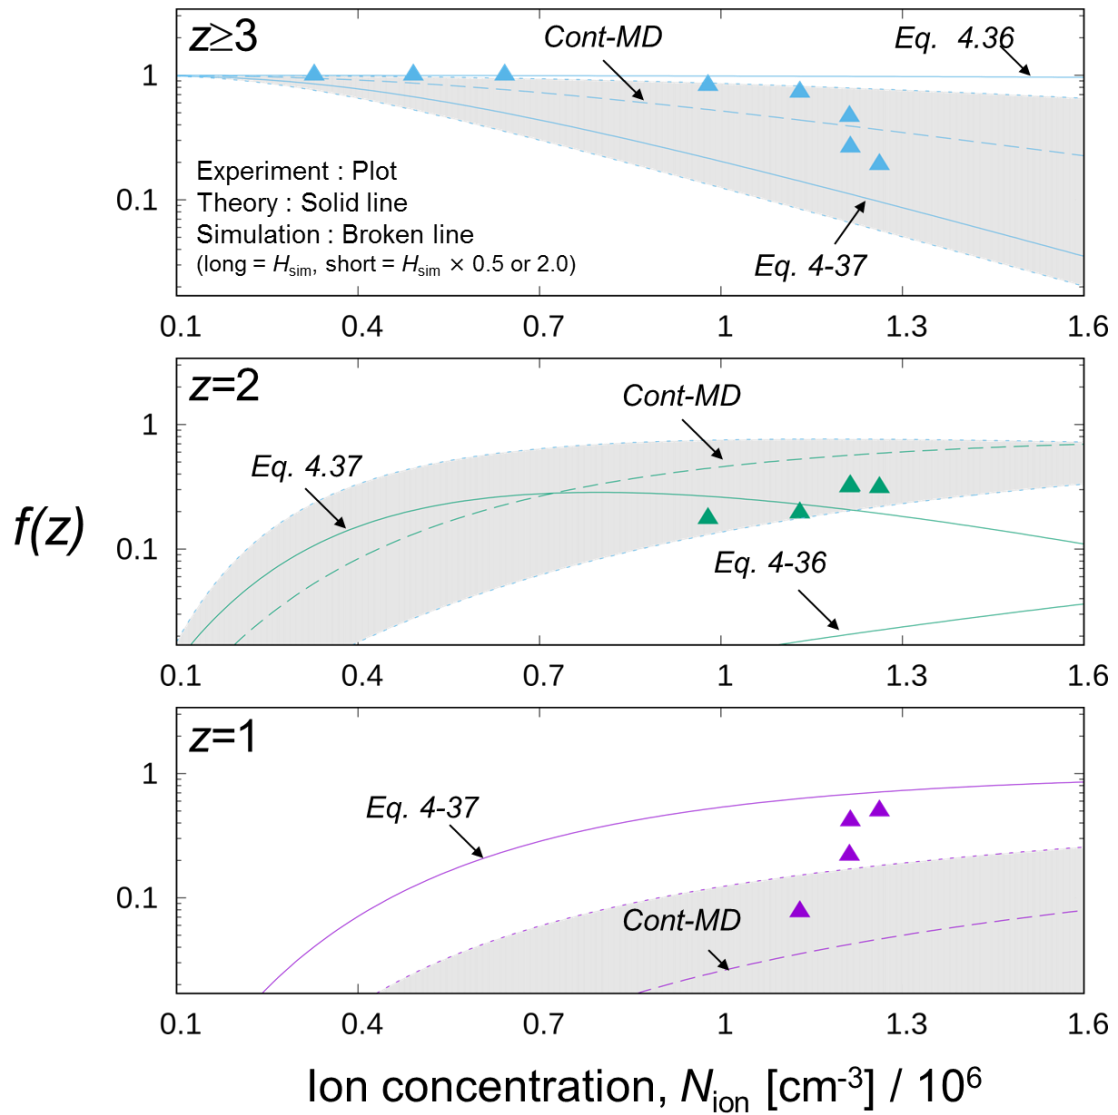 z≥3
Cont-MD
Eq. 4.36
1
0.1
Experiment : Plot
Theory : Solid line
Simulation : Broken line
(long = Hsim, short = Hsim × 0.5 or 2.0)
Eq. 4-37
0.1 0.4 0.7 1 1.3 1.6
z=2
Cont-MD
Eq. 4.37
1
0.1
Eq. 4-36
f(z)
0.1 0.4 0.7 1 1.3 1.6
z=1
Eq. 4-37
1
0.1
Cont-MD
0.1 0.4 0.7 1 1.3 1.6
Ion concentration, Nion [cm-3] / 10⁶